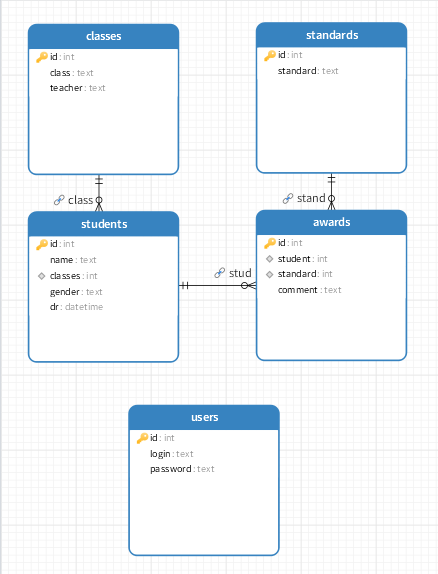 classes
id : int
class : text
teacher : text
standards
id : int
standard : text
class
stand
students
id : int
name : text
classes : int
gender : text
dr : datetime
stud
awards
id : int
student : int
standard : int
comment : text
users
id : int
login : text
password : text